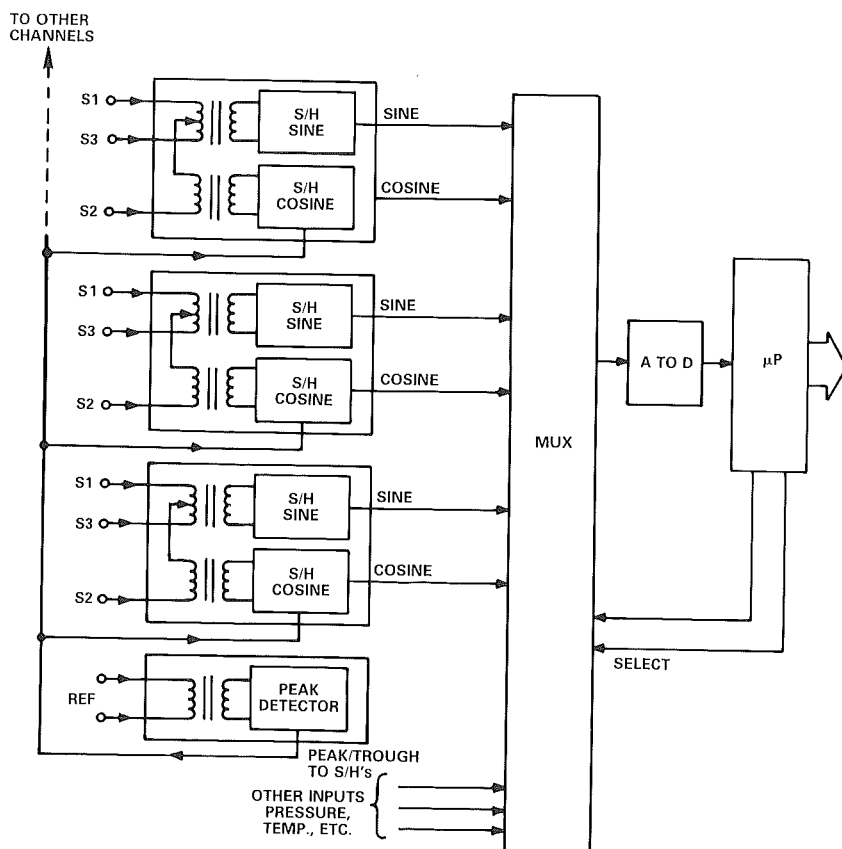 TO OTHER
CHANNELS
S1
S3
S2
S/H
SINE
S/H
COSINE
SINE
COSINE
S1
S3
S2
S/H
SINE
S/H
COSINE
SINE
COSINE
S1
S3
S2
S/H
SINE
S/H
COSINE
SINE
COSINE
REF
PEAK
DETECTOR
PEAK/TROUGH
TO S/H's
OTHER INPUTS
PRESSURE,
TEMP., ETC.
MUX
A TO D
μP
SELECT